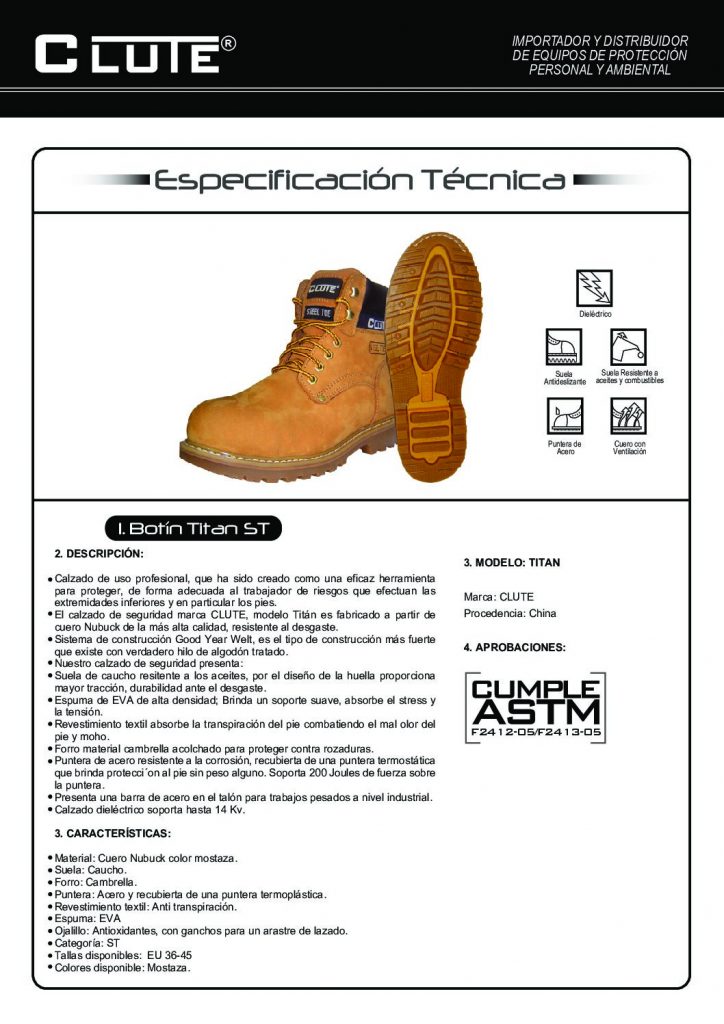 CLUTE®
IMPORTADOR Y DISTRIBUIDOR
DE EQUIPOS DE PROTECCIÓN
PERSONAL Y AMBIENTAL
Especificación Técnica
CLUTE®
STEEL TOE
CLUT
Dieléctrico
Suela
Antideslizante
Suela Resistente a
aceites y combustibles
Puntera de
Acero
Cuero con
Ventilación
1. Botín Titan ST
2. DESCRIPCIÓN:
•Calzado de uso profesional, que ha sido creado como una eficaz herramienta
para proteger, de forma adecuada al trabajador de riesgos que efectuan las
extremidades inferiores y en particular los pies.
•El calzado de seguridad marca CLUTE, modelo Titán es fabricado a partir de
cuero Nubuck de la más alta calidad, resistente al desgaste.
•Sistema de construcción Good Year Welt, es el tipo de construcción más fuerte
que existe con verdadero hilo de algodón tratado.
•Nuestro calzado de seguridad presenta:
•Suela de caucho resitente a los aceites, por el diseño de la huella proporciona
mayor tracción, durabilidad ante el desgaste.
•Espuma de EVA de alta densidad; Brinda un soporte suave, absorbe el stress y
la tensión.
•Revestimiento textil absorbe la transpiración del pie combatiendo el mal olor del
pie y moho.
•Forro material cambrella acolchado para proteger contra rozaduras.
•Puntera de acero resistente a la corrosión, recubierta de una puntera termostática
que brinda protecci´on al pie sin peso alguno. Soporta 200 Joules de fuerza sobre
la puntera.
•Presenta una barra de acero en el talón para trabajos pesados a nivel industrial.
•Calzado dieléctrico soporta hasta 14 Kv.
3. CARACTERÍSTICAS:
•Material: Cuero Nubuck color mostaza.
•Suela: Caucho.
•Forro: Cambrella.
•Puntera: Acero y recubierta de una puntera termoplástica.
•Revestimiento textil: Anti transpiración.
•Espuma: EVA
•Ojalillo: Antioxidantes, con ganchos para un arastre de lazado.
•Categoría: ST
•Tallas disponibles: EU 36-45
•Colores disponible: Mostaza.
3. MODELO: TITAN
Marca: CLUTE
Procedencia: China
4. APROBACIONES:
CUMPLE
ASTM
F2412-05/F2413-05